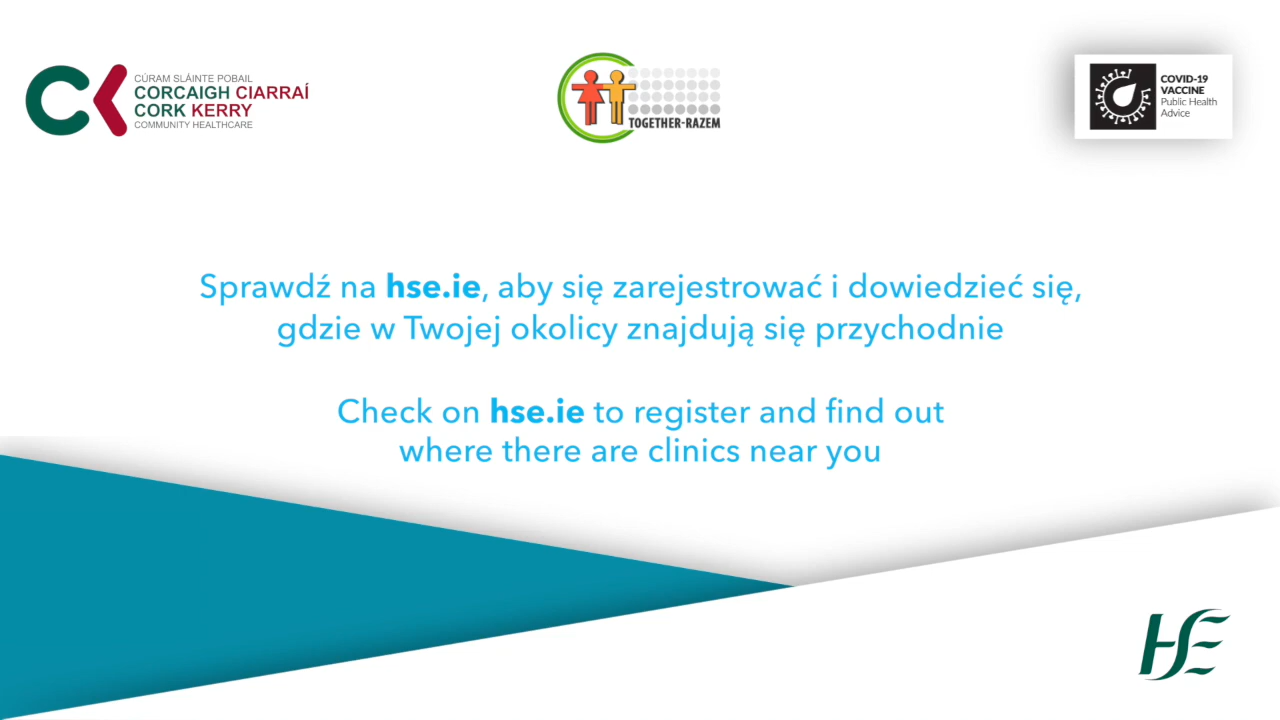 CÚRAM SLÁINTE POBAIL
CORCAIGH CIARRAÍ
CORK KERRY
COMMUNITY HEALTHCARE
TOGETHER-RAZEM
COVID-19
VACCINE
Public Health
Advice
Sprawdź na hse.ie, aby się zarejestrować i dowiedzieć się,
gdzie w Twojej okolicy znajdują się przychodnie
Check on hse.ie to register and find out
where there are clinics near you
HSE